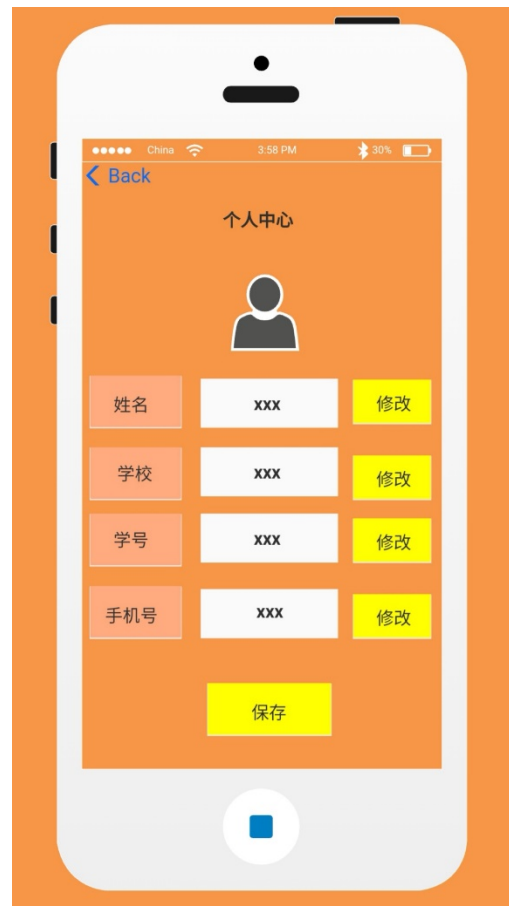 China 3:58 PM 30%
Back
个人中心
姓名 xxx 修改
学校 xxx 修改
学号 xxx 修改
手机号 xxx 修改
保存